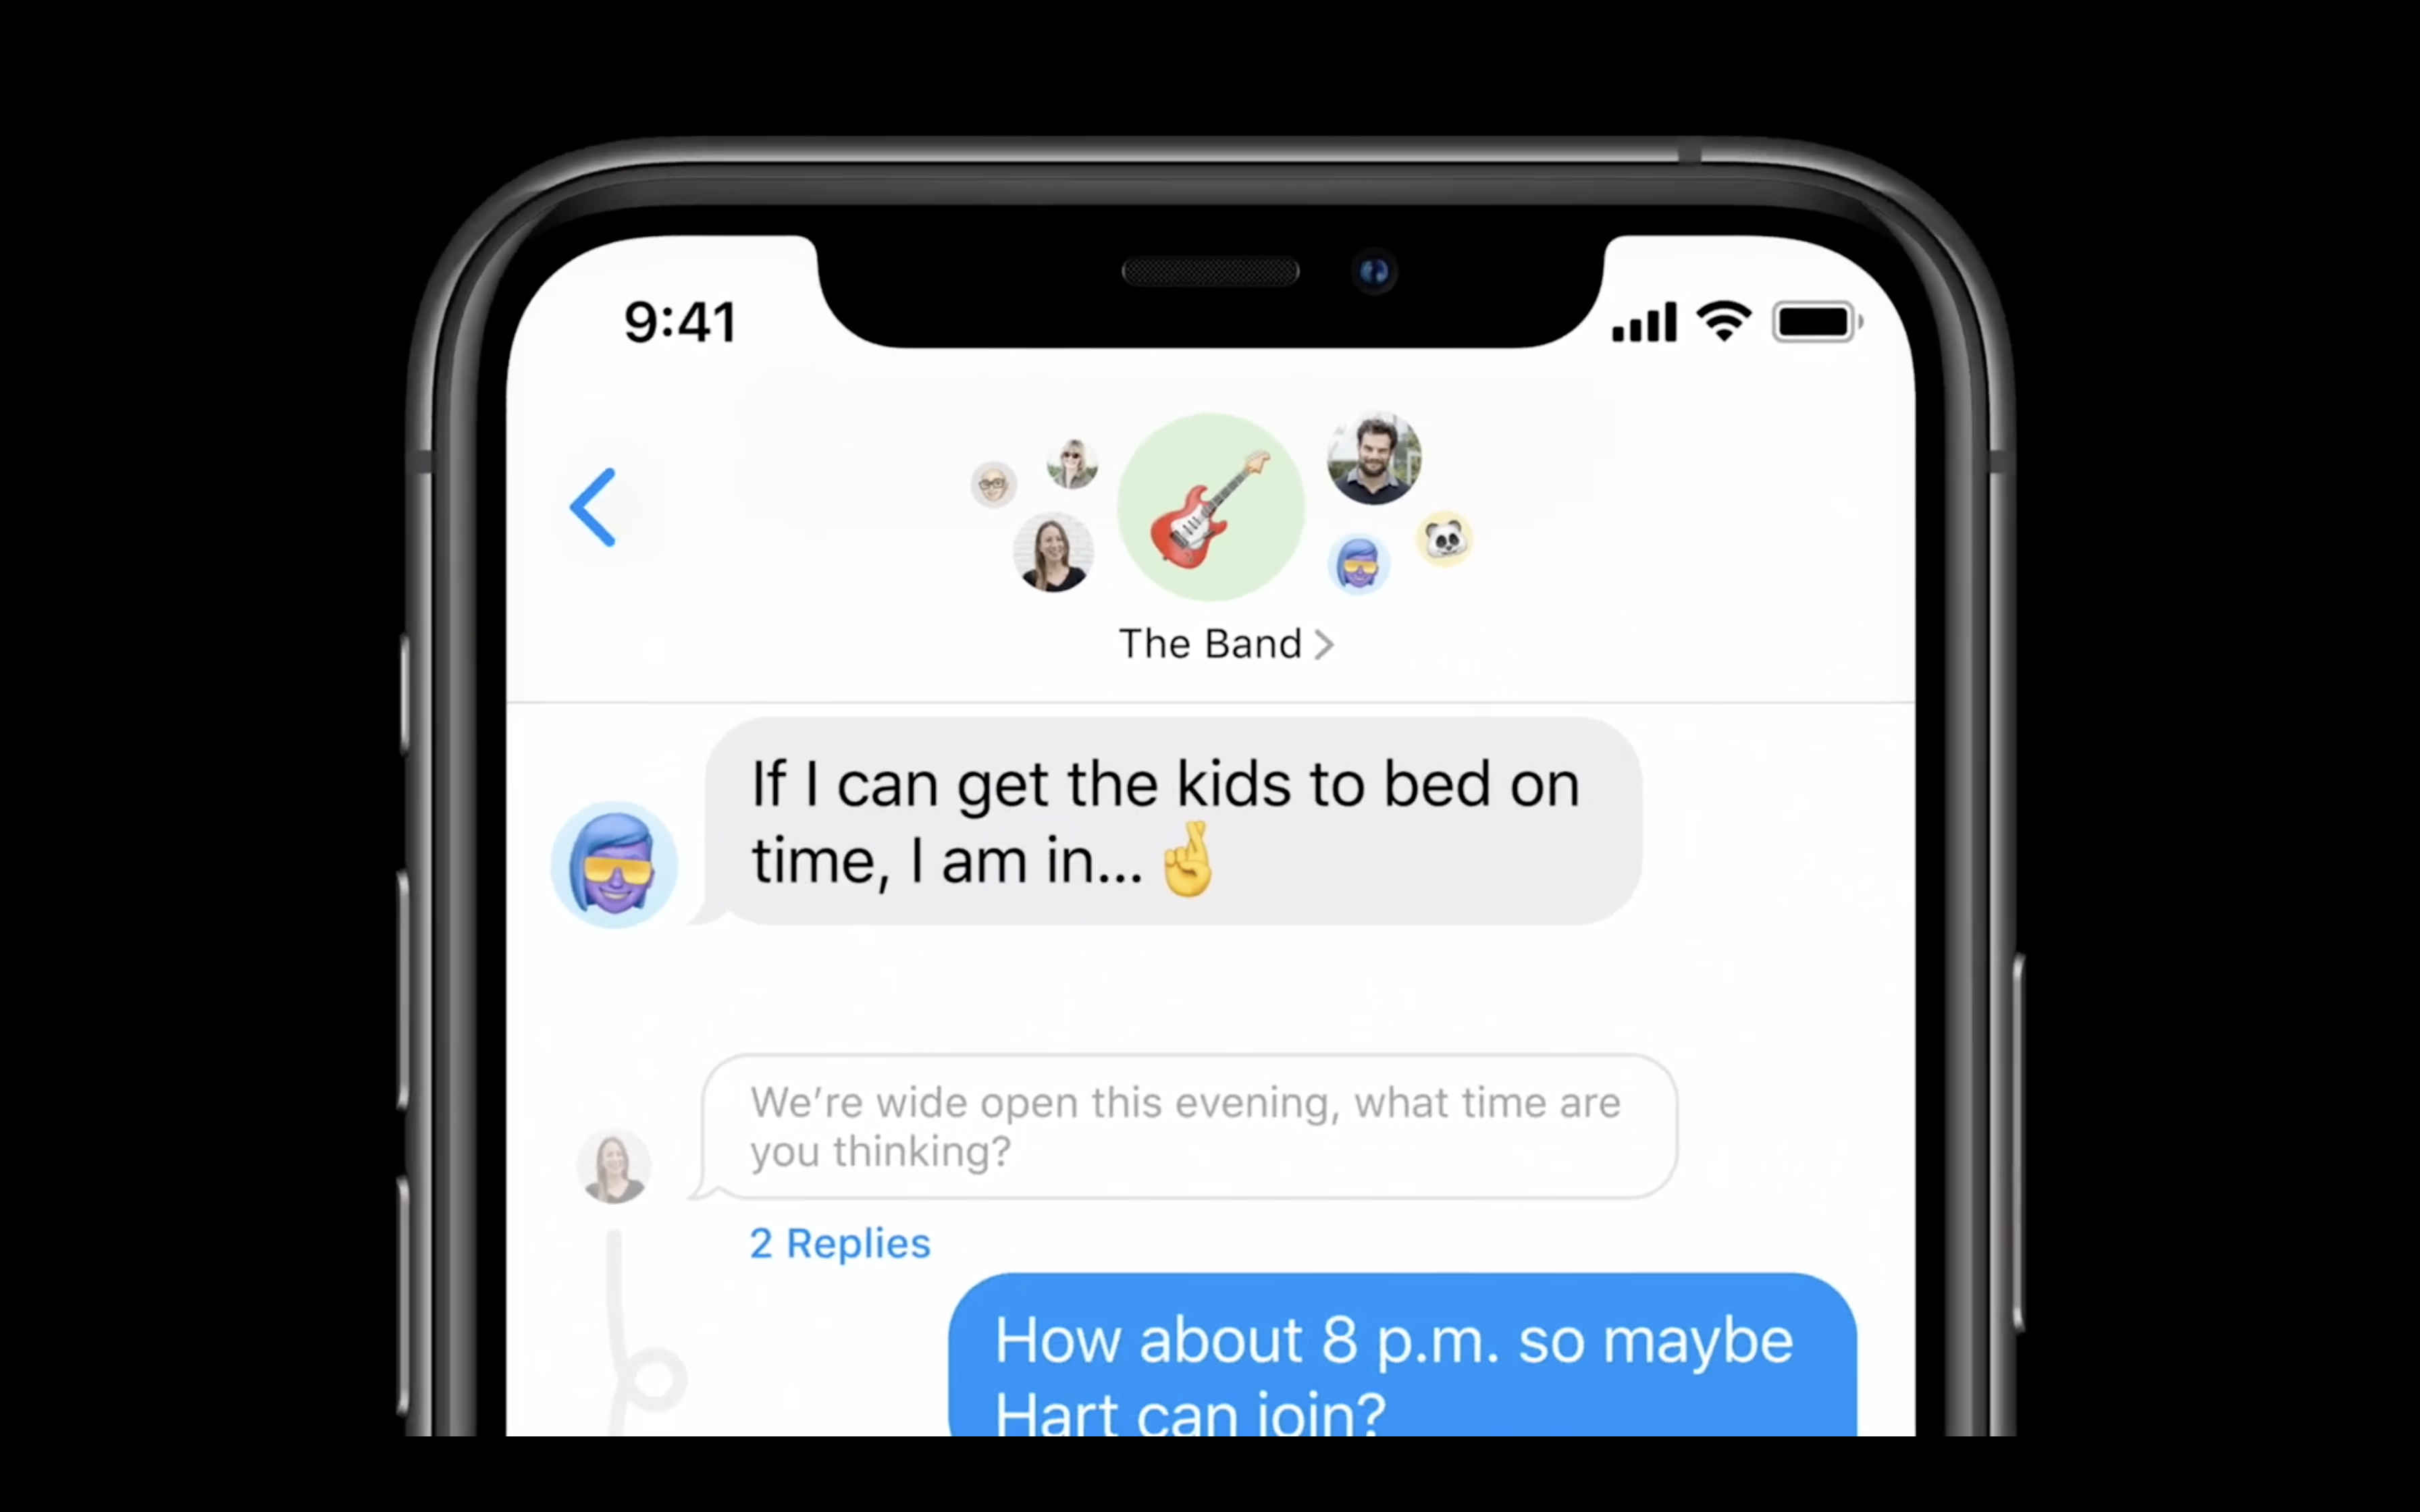 9:41
The Band
If I can get the kids to bed on
time, I am in... 🤞
We’re wide open this evening, what time are
you thinking?
2 Replies
How about 8 p.m. so maybe
Hart can join?